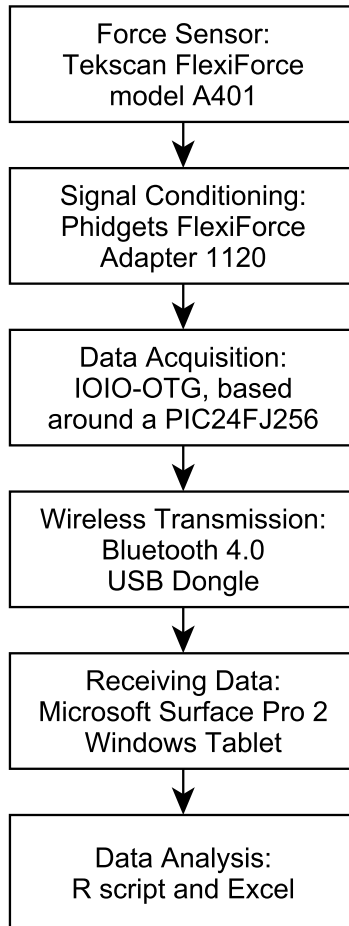 Force Sensor:
Tekscan FlexiForce
model A401
Signal Conditioning:
Phidgets FlexiForce
Adapter 1120
Data Acquisition:
IOIO-OTG, based
around a PIC24FJ256
Wireless Transmission:
Bluetooth 4.0
USB Dongle
Receiving Data:
Microsoft Surface Pro 2
Windows Tablet
Data Analysis:
R script and Excel